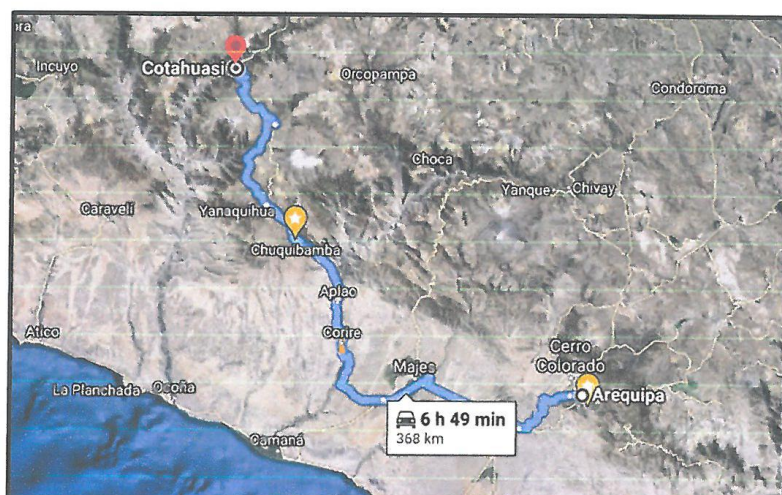 Incuyo
Cotahuasi
Orcopampa
Condoroma
Choca
Yanque
Chivay
Caravelí
Yanaquihua
Chuquibamba
Aplao
Corire
Atico
Cerro
Colorado
Majes
La Planchada
Ocoña
Arequipa
6 h 49 min
368 km
Camaná